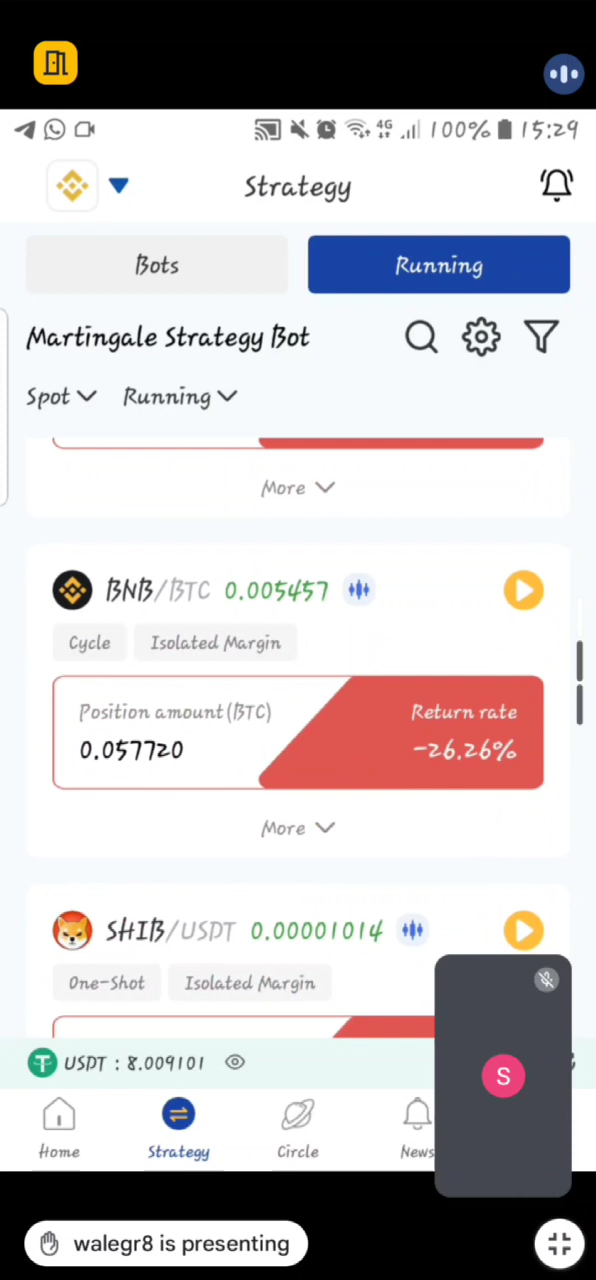 4G 100% 15:29
Strategy
Bots Running
Martingale Strategy Bot
Spot Running
More
BNB/BTC 0.005457
Cycle Isolated Margin
Position amount(BTC) Return rate
0.057720 -26.26%
More
SHIB/USDT 0.00001014
One-Shot Isolated Margin
S
USDT : 8.009101
Home Strategy Circle News
walegr8 is presenting